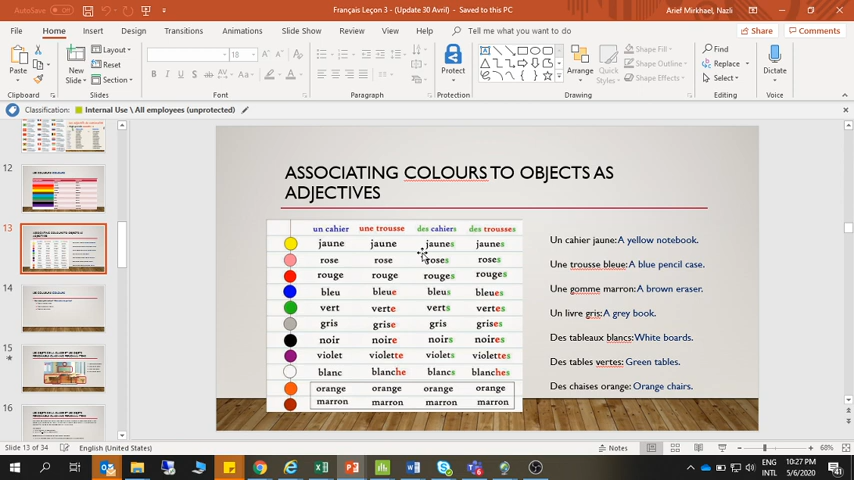 AutoSave Off
Français Leçon 3 - (Update 30 Avril) - Saved to this PC
Arief Mirkhael, Nazli
File Home Insert Design Transitions Animations Slide Show Review View Help Tell me what you want to do Share Comments
Paste New Slide Layout Reset Section 18 Protect Arrange Quick Styles Shape Fill Shape Outline Shape Effects Find Replace Select Dictate
Clipboard Slides Font Paragraph Protection Drawing Editing Voice
Classification: Internal Use \ All employees (unprotected)
12
13
14
15
16
ASSOCIATING COLOURS TO OBJECTS AS
ADJECTIVES
un cahier une trousse des cahiers des trousses
jaune jaune jaunes jaunes
rose rose roses roses
rouge rouge rouges rouges
bleu bleue bleus bleues
vert verte verts vertes
gris grise gris grises
noir noire noirs noires
violet violette violets violettes
blanc blanche blancs blanches
orange orange orange orange
marron marron marron marron
Un cahier jaune: A yellow notebook.
Une trousse bleue: A blue pencil case.
Une gomme marron: A brown eraser.
Un livre gris: A grey book.
Des tableaux blancs: White boards.
Des tables vertes: Green tables.
Des chaises orange: Orange chairs.
Slide 13 of 34 English (United States) Notes 68%
ENG 10:27 PM
INTL 5/6/2020